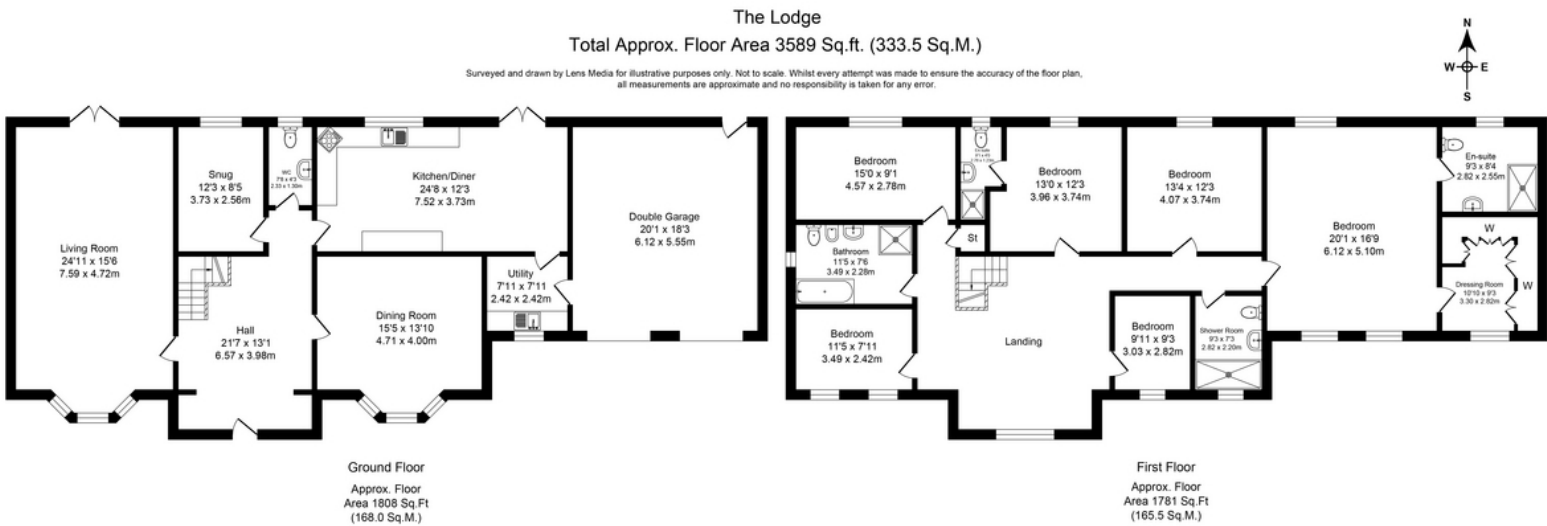 The Lodge
Total Approx. Floor Area 3589 Sq.ft. (333.5 Sq.M.)
Surveyed and drawn by Lens Media for illustrative purposes only. Not to scale. Whilst every attempt was made to ensure the accuracy of the floor plan,
all measurements are approximate and no responsibility is taken for any error.
N
W E
S
Living Room
24'11 x 15'6
7.59 x 4.72m
Snug
12'3 x 8'5
3.73 x 2.56m
WC
7'8 x 4'3
2.33 x 1.30m
Kitchen/Diner
24'8 x 12'3
7.52 x 3.73m
Double Garage
20'1 x 18'3
6.12 x 5.55m
Utility
7'11 x 7'11
2.42 x 2.42m
Hall
21'7 x 13'1
6.57 x 3.98m
Dining Room
15'5 x 13'10
4.71 x 4.00m
Ground Floor
Approx. Floor
Area 1808 Sq.Ft
(168.0 Sq.M.)
Bedroom
15'0 x 9'1
4.57 x 2.78m
En-suite
Bedroom
13'0 x 12'3
3.96 x 3.74m
Bedroom
13'4 x 12'3
4.07 x 3.74m
Bedroom
20'1 x 16'9
6.12 x 5.10m
En-suite
9'3 x 8'4
2.82 x 2.55m
St
Bathroom
11'5 x 7'6
3.49 x 2.28m
W
W
Dressing Room
10'10 x 9'3
3.30 x 2.82m
Bedroom
11'5 x 7'11
3.49 x 2.42m
Landing
Bedroom
9'11 x 9'3
3.03 x 2.82m
Shower Room
9'3 x 7'3
2.82 x 2.20m
First Floor
Approx. Floor
Area 1781 Sq.Ft
(165.5 Sq.M.)